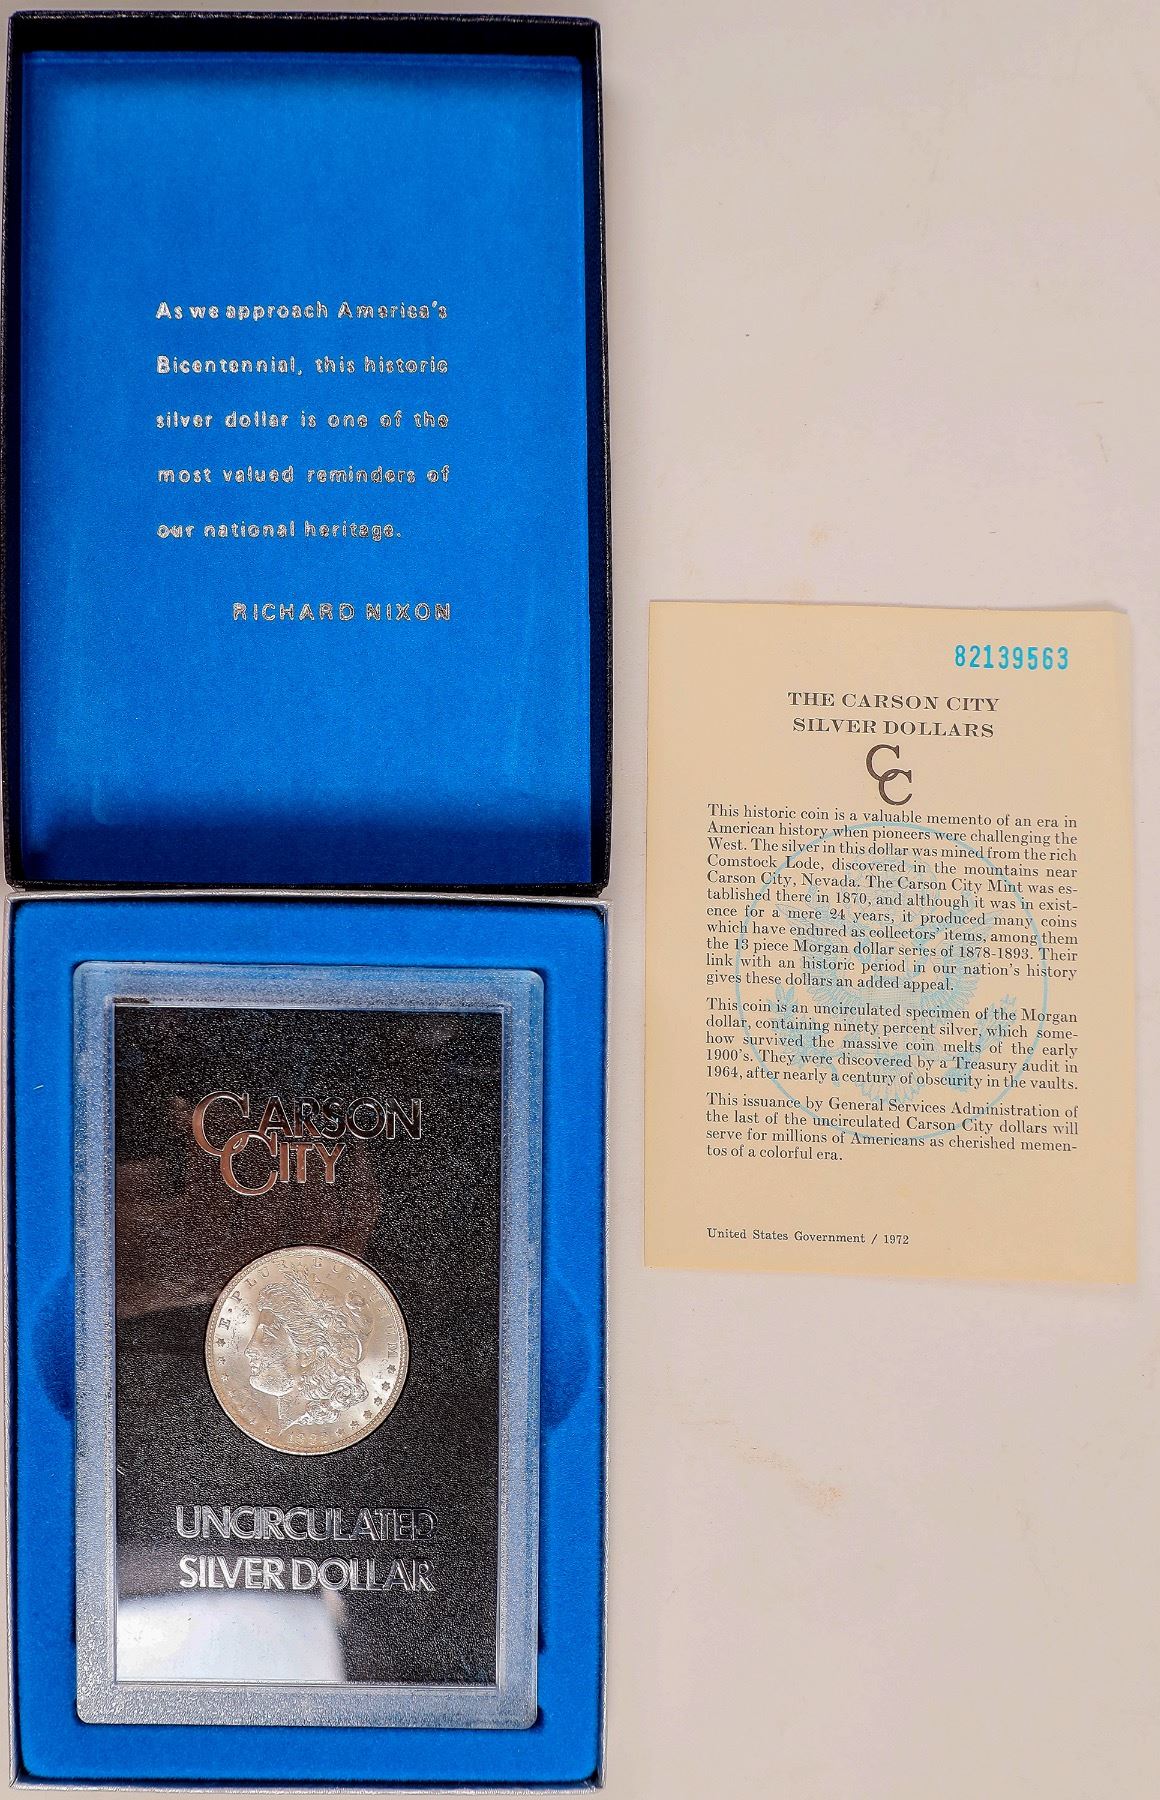 As we approach America's
Bicentennial, this historic
silver dollar is one of the
most valued reminders of
our national heritage.
RICHARD NIXON
CARSON
CITY
E · PLURIBUS · UNUM
UNCIRCULATED
SILVER DOLLAR
82139563
THE CARSON CITY
SILVER DOLLARS
CC
This historic coin is a valuable memento of an era in
American history when pioneers were challenging the
West. The silver in this dollar was mined from the rich
Comstock Lode, discovered in the mountains near
Carson City, Nevada. The Carson City Mint was es-
tablished there in 1870, and although it was in exist-
ence for a mere 24 years, it produced many coins
which have endured as collectors' items, among them
the 13 piece Morgan dollar series of 1878-1893. Their
link with an historic period in our nation's history
gives these dollars an added appeal.
This coin is an uncirculated specimen of the Morgan
dollar, containing ninety percent silver, which some-
how survived the massive coin melts of the early
1900's. They were discovered by a Treasury audit in
1964, after nearly a century of obscurity in the vaults.
This issuance by General Services Administration of
the last of the uncirculated Carson City dollars will
serve for millions of Americans as cherished memen-
tos of a colorful era.
United States Government / 1972